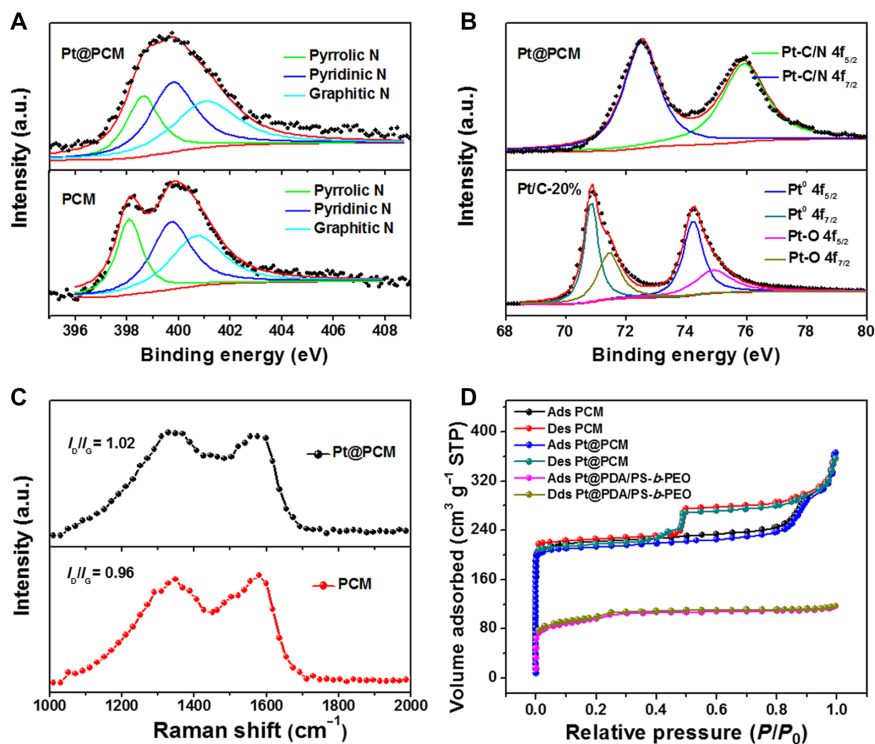 A
Pt@PCM
Pyrrolic N
Pyridinic N
Graphitic N
PCM
Pyrrolic N
Pyridinic N
Graphitic N
Intensity (a.u.)
396 398 400 402 404 406 408
Binding energy (eV)
B
Pt@PCM
Pt-C/N 4f5/2
Pt-C/N 4f7/2
Pt/C-20%
Pt0 4f5/2
Pt0 4f7/2
Pt-O 4f5/2
Pt-O 4f7/2
Intensity (a.u.)
68 70 72 74 76 78 80
Binding energy (eV)
C
ID/IG = 1.02
Pt@PCM
ID/IG = 0.96
PCM
Intensity (a.u.)
1000 1200 1400 1600 1800 2000
Raman shift (cm−1)
D
Ads PCM
Des PCM
Ads Pt@PCM
Des Pt@PCM
Ads Pt@PDA/PS-b-PEO
Dds Pt@PDA/PS-b-PEO
Volume adsorbed (cm3 g−1 STP)
400
320
240
160
80
0
0.0 0.2 0.4 0.6 0.8 1.0
Relative pressure (P/P0)